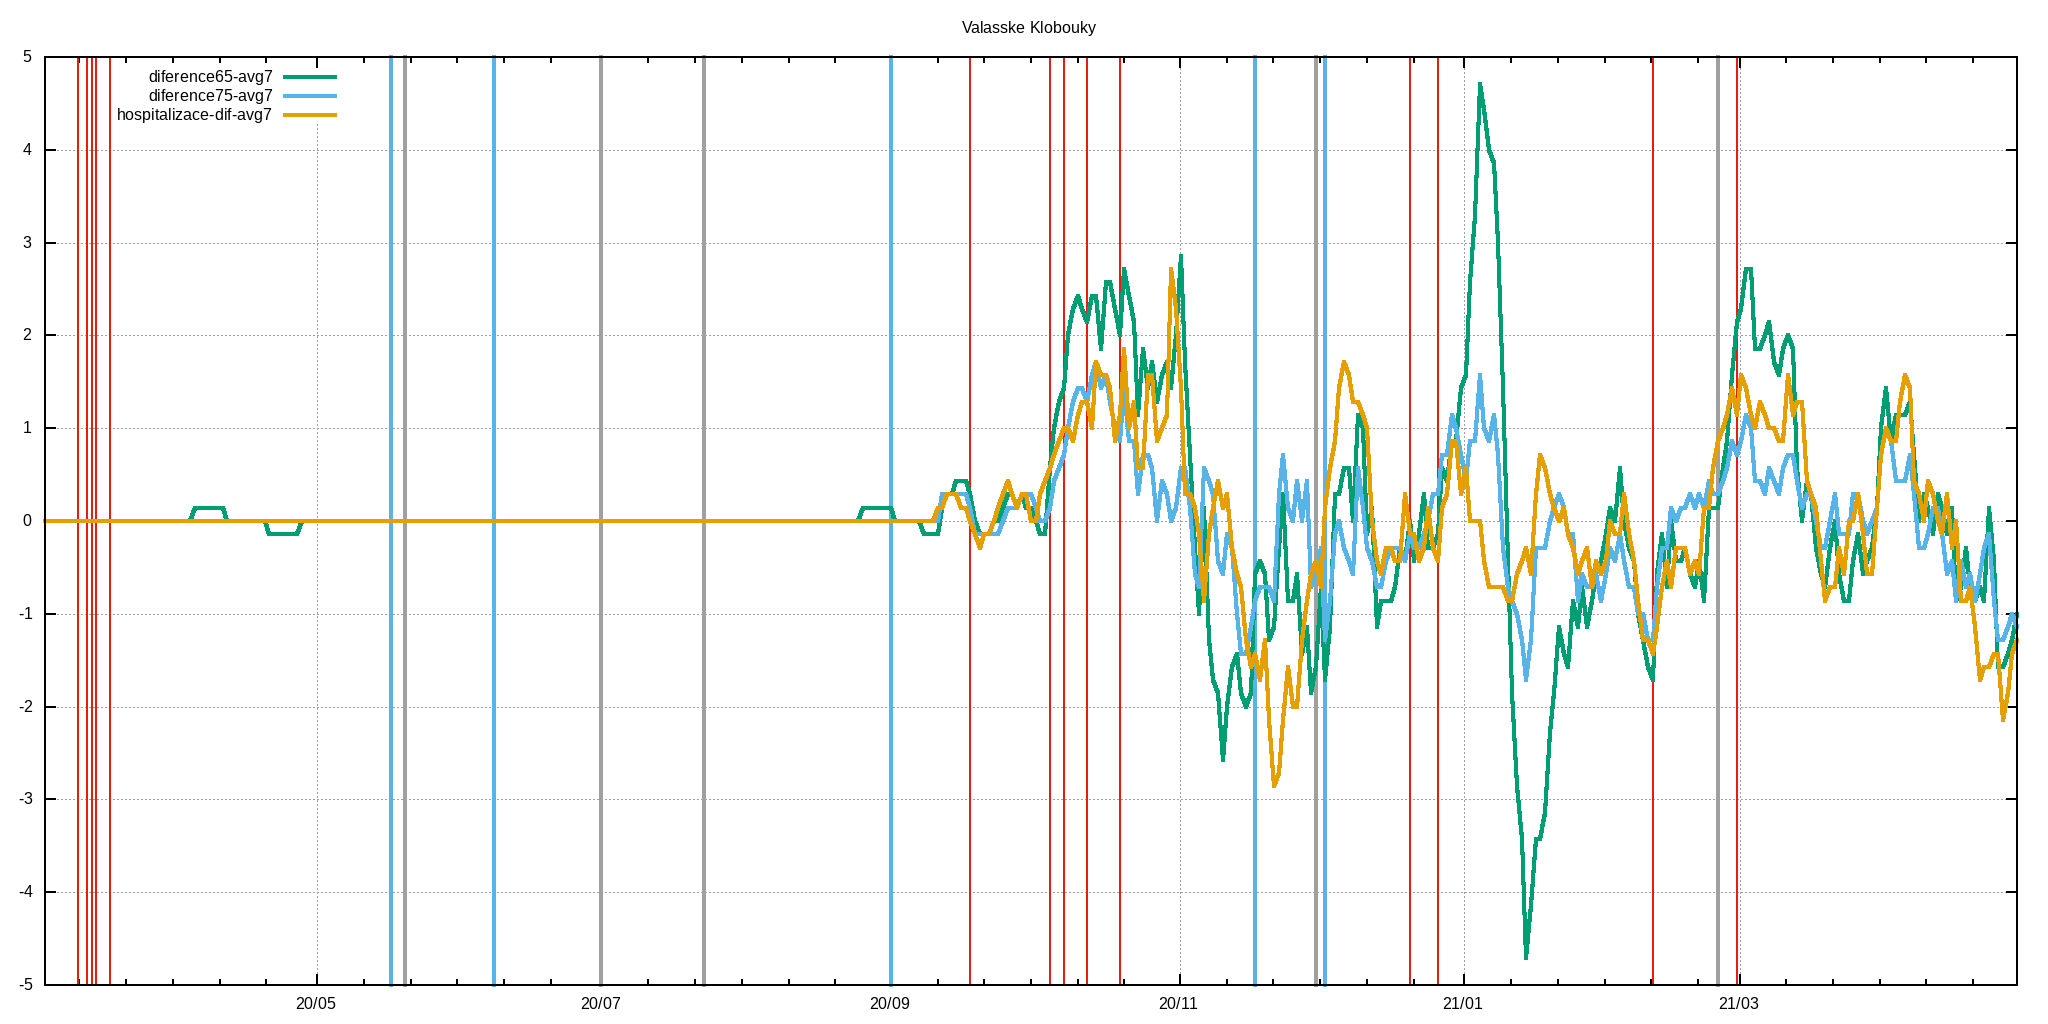 Valasske Klobouky
diference65-avg7
diference75-avg7
hospitalizace-dif-avg7
5
4
3
2
1
0
-1
-2
-3
-4
-5
20/05 20/07 20/09 20/11 21/01 21/03